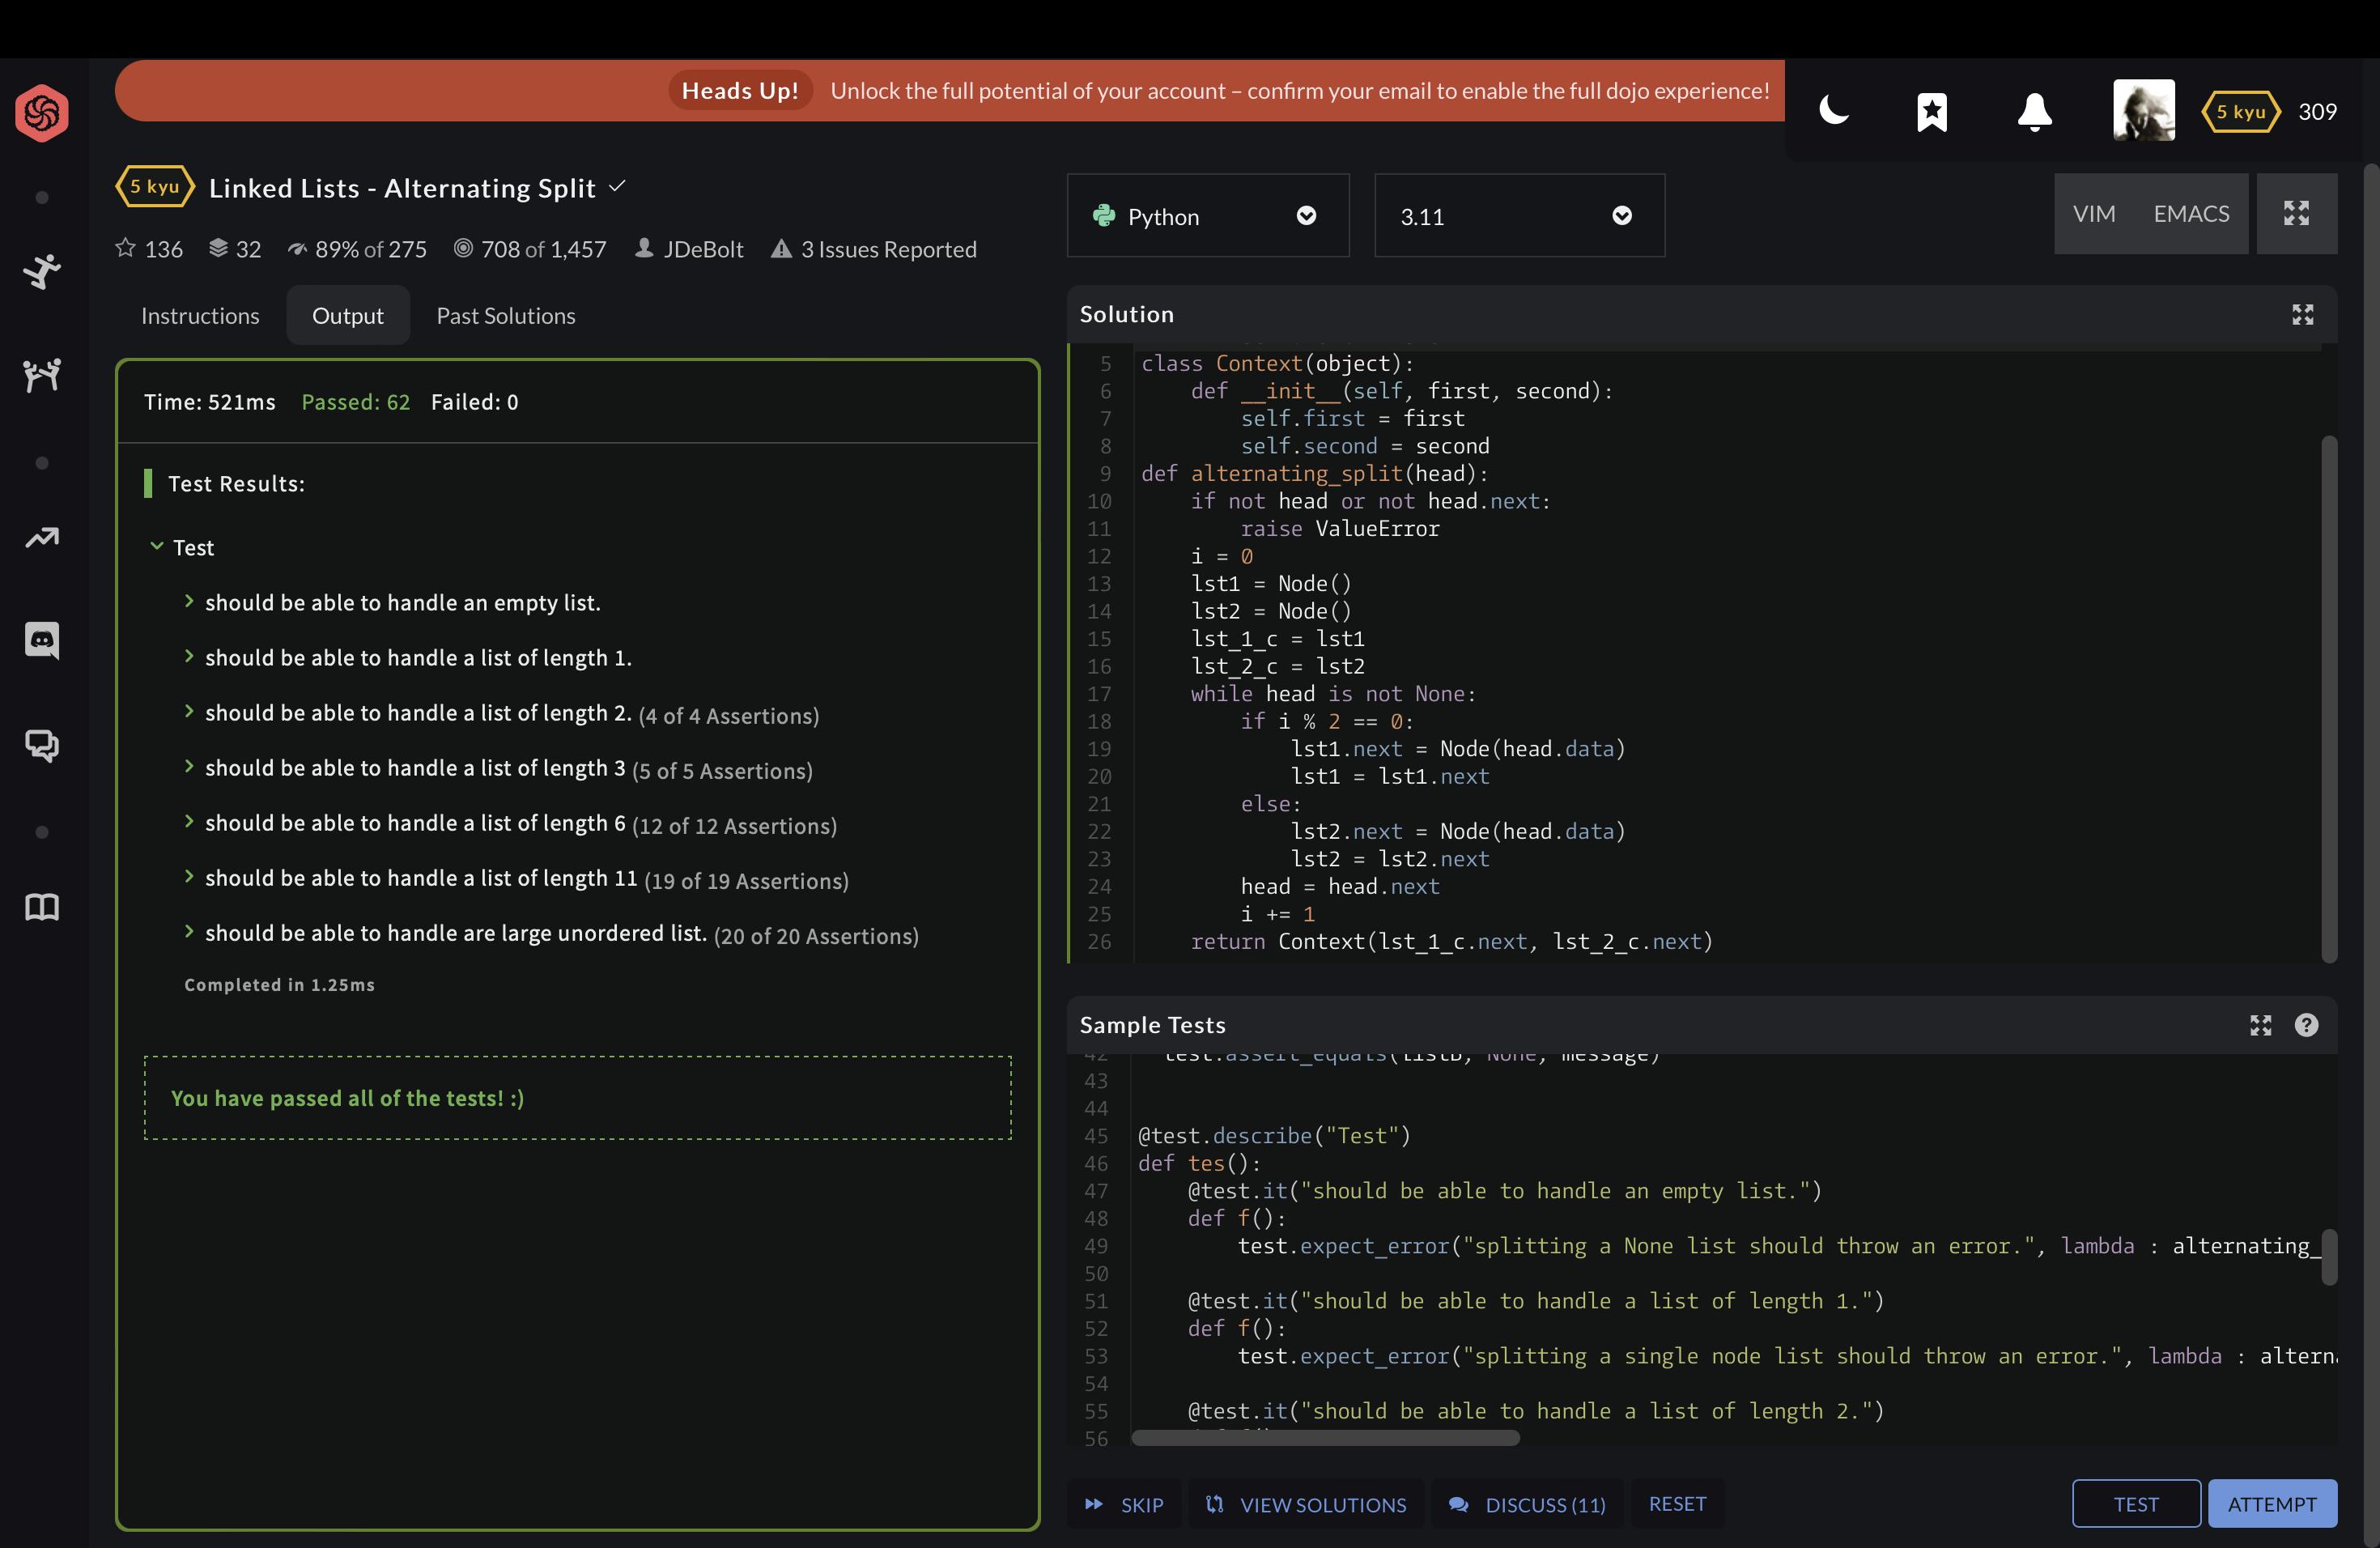 Heads Up! Unlock the full potential of your account – confirm your email to enable the full dojo experience!
5 kyu 309
5 kyu Linked Lists - Alternating Split
136 32 89% of 275 708 of 1,457 JDeBolt 3 Issues Reported
Python 3.11 VIM EMACS
Instructions Output Past Solutions
Time: 521ms Passed: 62 Failed: 0
Test Results:
Test
should be able to handle an empty list.
should be able to handle a list of length 1.
should be able to handle a list of length 2. (4 of 4 Assertions)
should be able to handle a list of length 3 (5 of 5 Assertions)
should be able to handle a list of length 6 (12 of 12 Assertions)
should be able to handle a list of length 11 (19 of 19 Assertions)
should be able to handle are large unordered list. (20 of 20 Assertions)
Completed in 1.25ms
You have passed all of the tests! :)
Solution
5 class Context(object):
6     def __init__(self, first, second):
7         self.first = first
8         self.second = second
9 def alternating_split(head):
10     if not head or not head.next:
11         raise ValueError
12     i = 0
13     lst1 = Node()
14     lst2 = Node()
15     lst_1_c = lst1
16     lst_2_c = lst2
17     while head is not None:
18         if i % 2 == 0:
19             lst1.next = Node(head.data)
20             lst1 = lst1.next
21         else:
22             lst2.next = Node(head.data)
23             lst2 = lst2.next
24         head = head.next
25         i += 1
26     return Context(lst_1_c.next, lst_2_c.next)
Sample Tests
42   test.assert_equals(listB, None, message)
43
44
45 @test.describe("Test")
46 def tes():
47     @test.it("should be able to handle an empty list.")
48     def f():
49         test.expect_error("splitting a None list should throw an error.", lambda : alternating_
50
51     @test.it("should be able to handle a list of length 1.")
52     def f():
53         test.expect_error("splitting a single node list should throw an error.", lambda : altern
54
55     @test.it("should be able to handle a list of length 2.")
56
SKIP VIEW SOLUTIONS DISCUSS (11) RESET TEST ATTEMPT